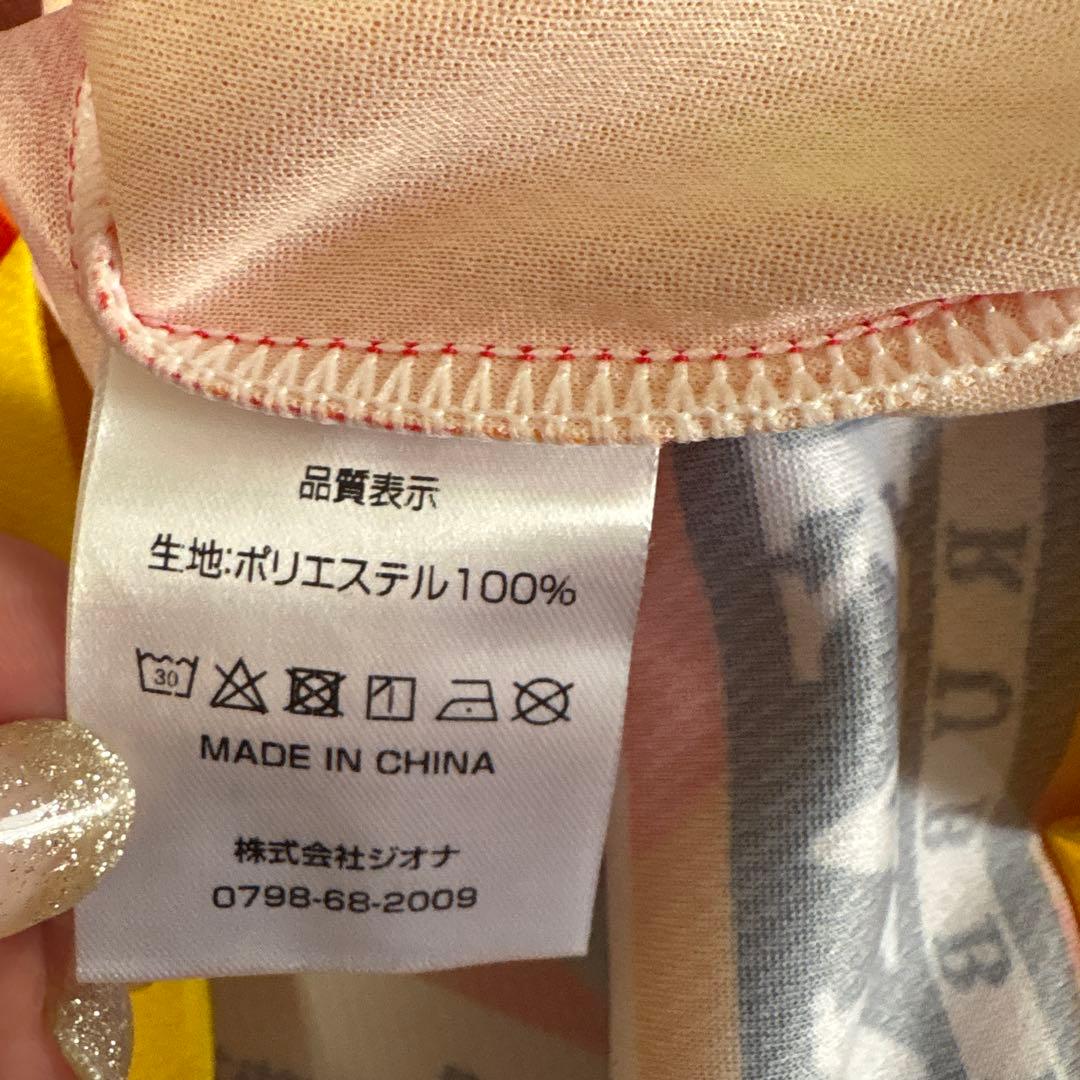 品質表示
生地:ポリエステル100%
30
MADE IN CHINA
株式会社ジオナ
0798-68-2009